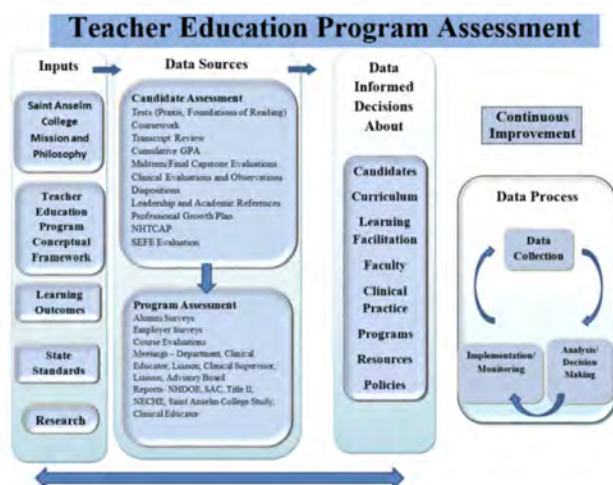 Teacher Education Program Assessment
Inputs
Saint Anselm
College
Mission and
Philosophy
Teacher
Education
Program
Conceptual
Framework
Learning
Outcomes
State
Standards
Research
Data Sources
Candidate Assessment
Tests (Praxis, Foundations of Reading)
Coursework
Transcript Review
Cumulative GPA
Midterm/Final Capstone Evaluations
Clinical Evaluations and Observations
Dispositions
Leadership and Academic References
Professional Growth Plan
NHTCAP
SEFE Evaluation
Program Assessment
Alumni Surveys
Employer Surveys
Course Evaluations
Meetings – Department, Clinical
Educator, Liaison, Clinical Supervisor,
Liaison, Advisory Board
Reports- NHDOE, SAC, Title II,
NECHE, Saint Anselm College Study,
Clinical Educator
Data
Informed
Decisions
About
Candidates
Curriculum
Learning
Facilitation
Faculty
Clinical
Practice
Programs
Resources
Policies
Continuous
Improvement
Data Process
Data
Collection
Analysis/
Decision
Making
Implementation/
Monitoring